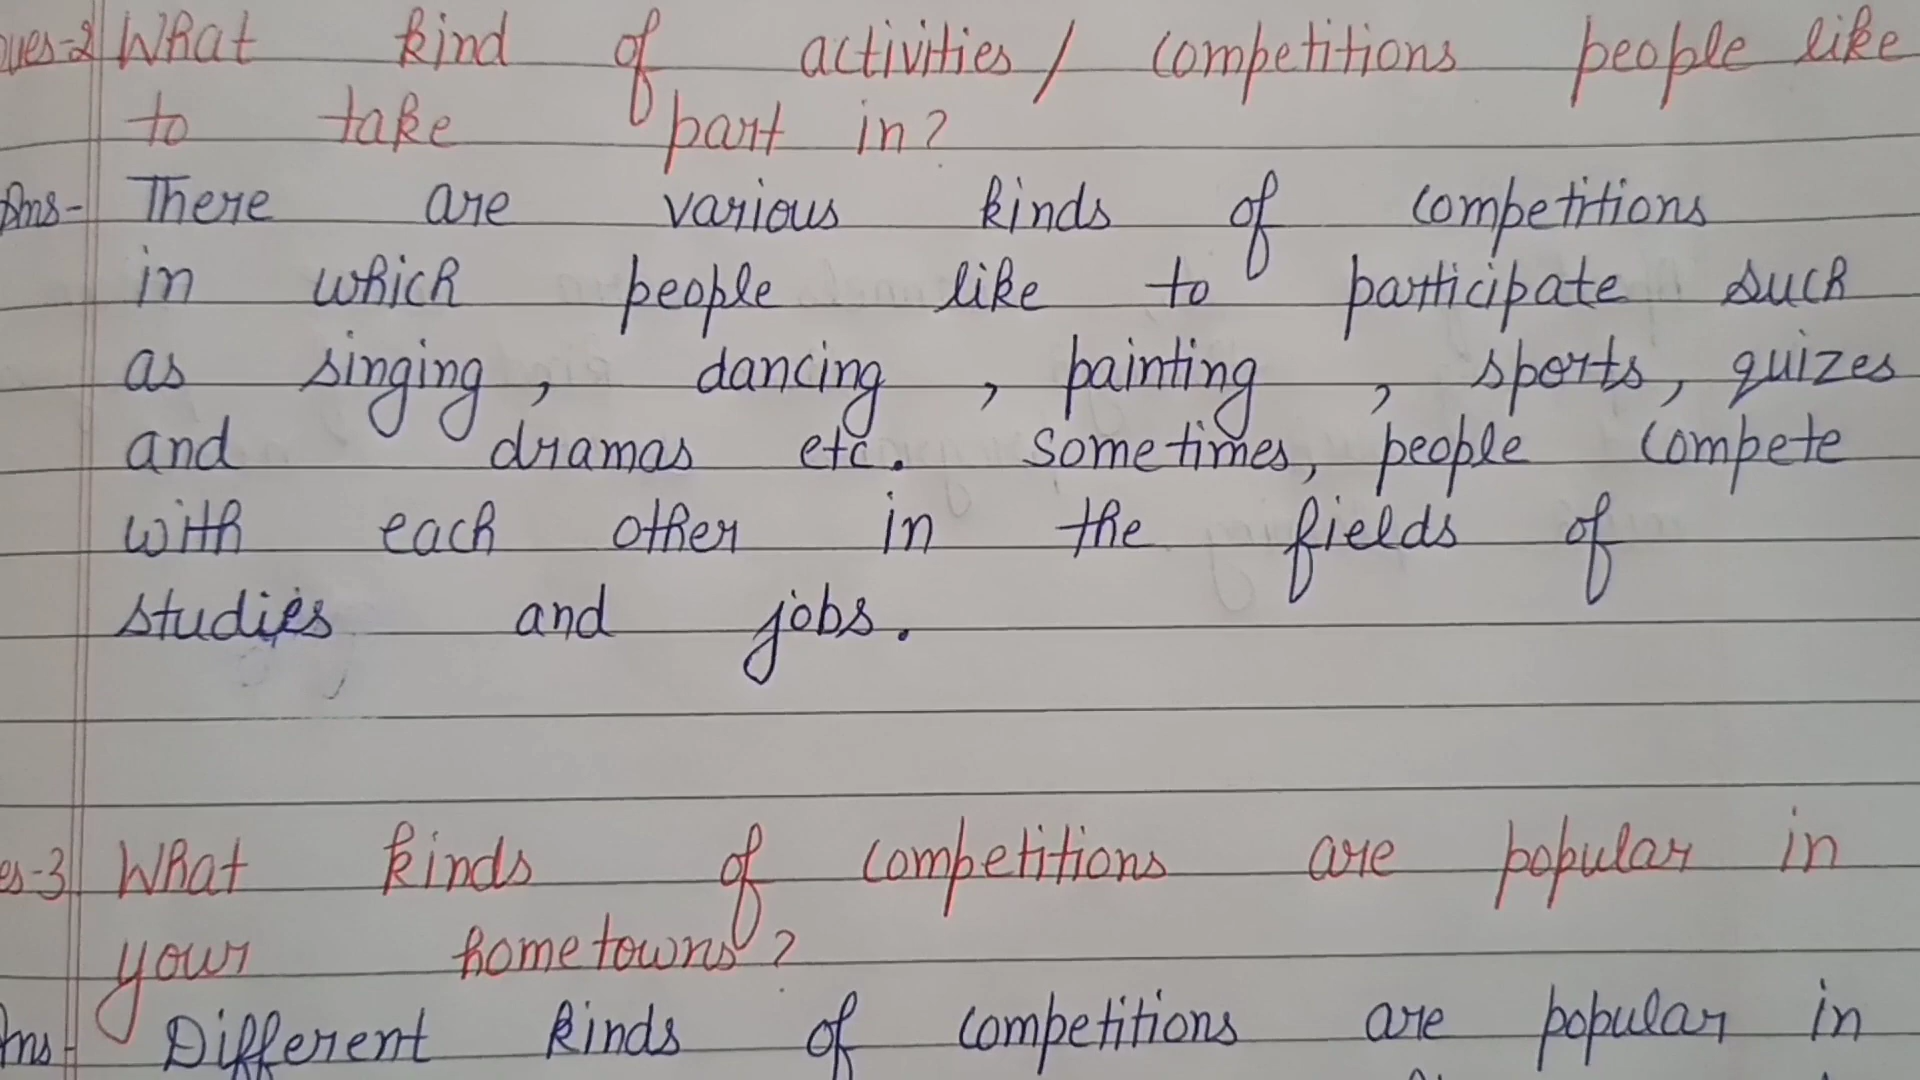 Ques-2 What kind of activities / competitions people like
to take part in?
Ans- There are various kinds of competitions
in which people like to participate such
as singing, dancing, painting, sports, quizes
and dramas etc. Sometimes, people compete
with each other in the fields of
studies and jobs.
es-3 What kinds of competitions are popular in
your hometowns?
Ans- Different kinds of competitions are popular in